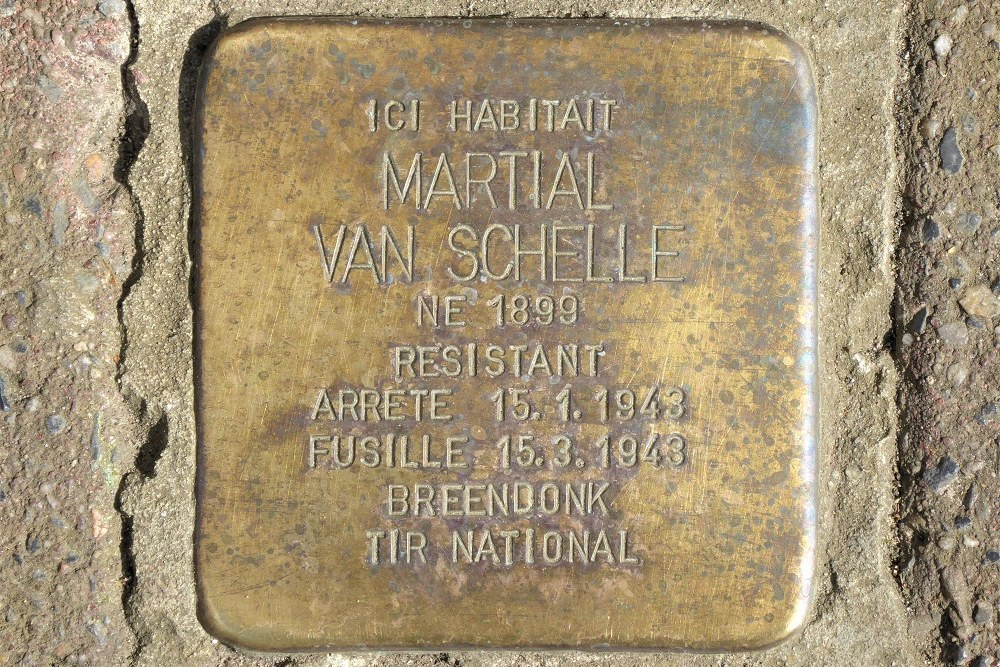 ICI HABITAIT
MARTIAL
VAN SCHELLE
NE 1899
RESISTANT
ARRETE 15.1.1943
FUSILLE 15.3.1943
BREENDONK
TIR NATIONAL